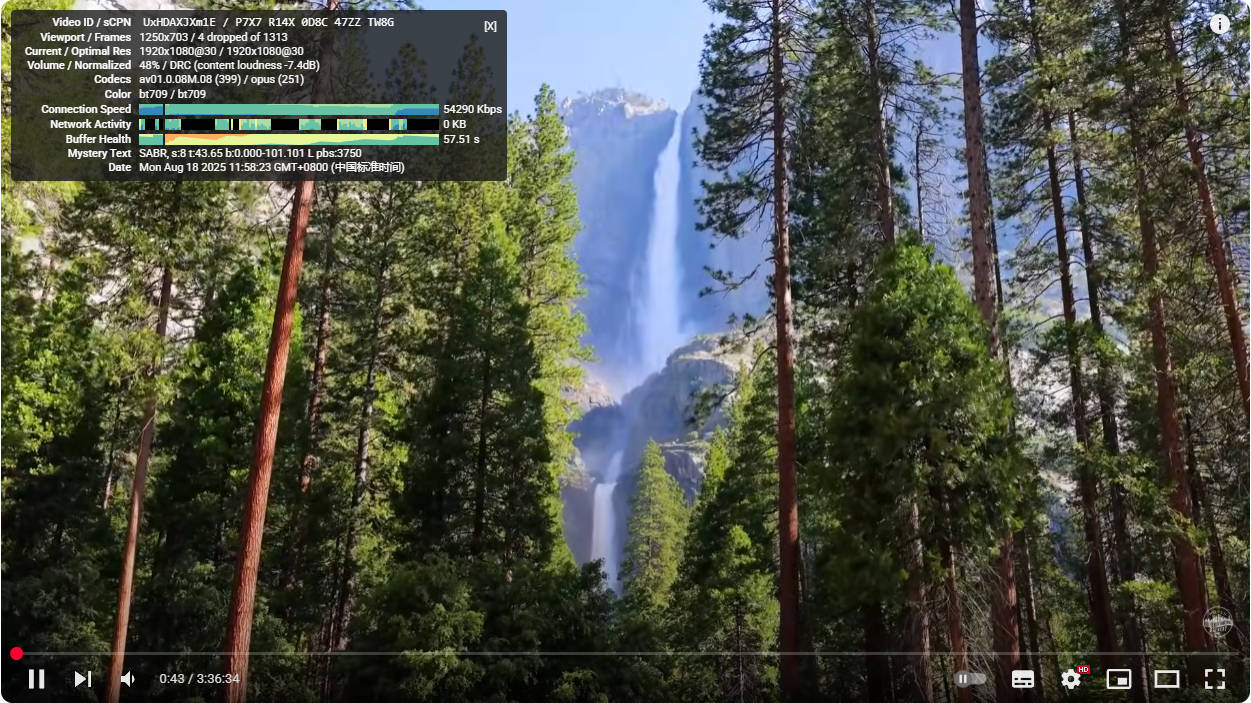 Video ID / sCPN UxHDAXJXm1E / P7X7 R14X 0D8C 47ZZ TW8G
[X]
Viewport / Frames 1250x703 / 4 dropped of 1313
Current / Optimal Res 1920x1080@30 / 1920x1080@30
Volume / Normalized 48% / DRC (content loudness -7.4dB)
Codecs av01.0.08M.08 (399) / opus (251)
Color bt709 / bt709
Connection Speed 54290 Kbps
Network Activity 0 KB
Buffer Health 57.51 s
Mystery Text SABR, s:8 t:43.65 b:0.000-101.101 L pbs:3750
Date Mon Aug 18 2025 11:58:23 GMT+0800 (中国标准时间)
0:43 / 3:36:34
HD